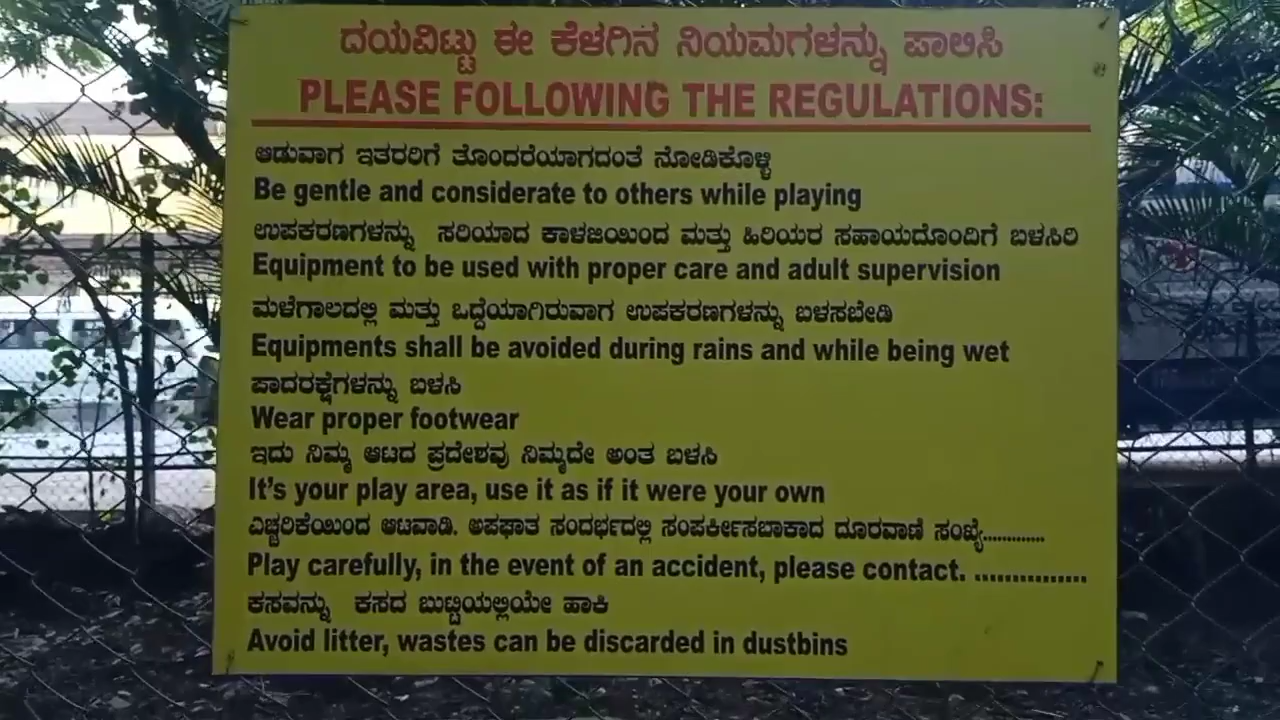 ದಯವಿಟ್ಟು ಈ ಕೆಳಗಿನ ನಿಯಮಗಳನ್ನು ಪಾಲಿಸಿ
PLEASE FOLLOWING THE REGULATIONS:
ಆಡುವಾಗ ಇತರರಿಗೆ ತೊಂದರೆಯಾಗದಂತೆ ನೋಡಿಕೊಳ್ಳಿ
Be gentle and considerate to others while playing
ಉಪಕರಣಗಳನ್ನು ಸರಿಯಾದ ಕಾಳಜಿಯಿಂದ ಮತ್ತು ಹಿರಿಯರ ಸಹಾಯದೊಂದಿಗೆ ಬಳಸಿರಿ
Equipment to be used with proper care and adult supervision
ಮಳೆಗಾಲದಲ್ಲಿ ಮತ್ತು ಒದ್ದೆಯಾಗಿರುವಾಗ ಉಪಕರಣಗಳನ್ನು ಬಳಸಬೇಡಿ
Equipments shall be avoided during rains and while being wet
ಪಾದರಕ್ಷೆಗಳನ್ನು ಬಳಸಿ
Wear proper footwear
ಇದು ನಿಮ್ಮ ಆಟದ ಪ್ರದೇಶವು ನಿಮ್ಮದೇ ಅಂತ ಬಳಸಿ
It's your play area, use it as if it were your own
ಎಚ್ಚರಿಕೆಯಿಂದ ಆಟವಾಡಿ. ಅಪಘಾತ ಸಂದರ್ಭದಲ್ಲಿ ಸಂಪರ್ಕೀಸಬಾಕಾದ ದೂರವಾಣಿ ಸಂಖ್ಯೆ.............
Play carefully, in the event of an accident, please contact. ...............
ಕಸವನ್ನು ಕಸದ ಬುಟ್ಟಿಯಲ್ಲಿಯೇ ಹಾಕಿ
Avoid litter, wastes can be discarded in dustbins